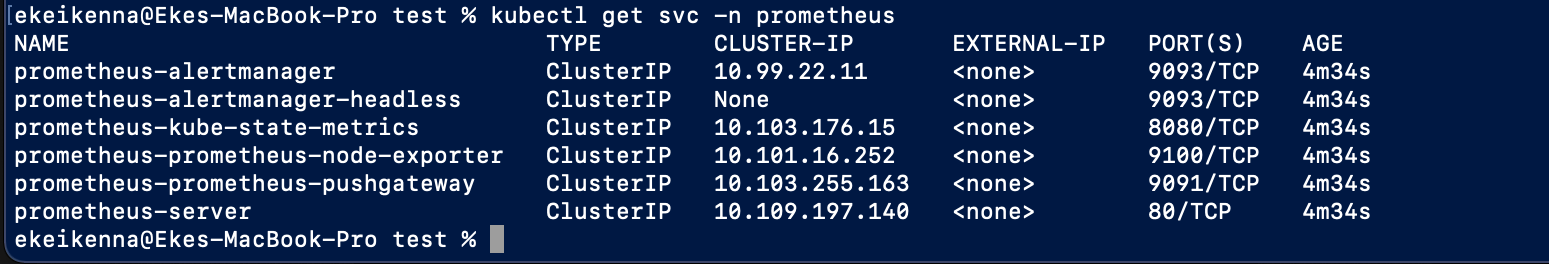 [ekeikenna@Ekes-MacBook-Pro test % kubectl get svc -n prometheus
NAME TYPE CLUSTER-IP EXTERNAL-IP PORT(S) AGE
prometheus-alertmanager ClusterIP 10.99.22.11 <none> 9093/TCP 4m34s
prometheus-alertmanager-headless ClusterIP None <none> 9093/TCP 4m34s
prometheus-kube-state-metrics ClusterIP 10.103.176.15 <none> 8080/TCP 4m34s
prometheus-prometheus-node-exporter ClusterIP 10.101.16.252 <none> 9100/TCP 4m34s
prometheus-prometheus-pushgateway ClusterIP 10.103.255.163 <none> 9091/TCP 4m34s
prometheus-server ClusterIP 10.109.197.140 <none> 80/TCP 4m34s
ekeikenna@Ekes-MacBook-Pro test %